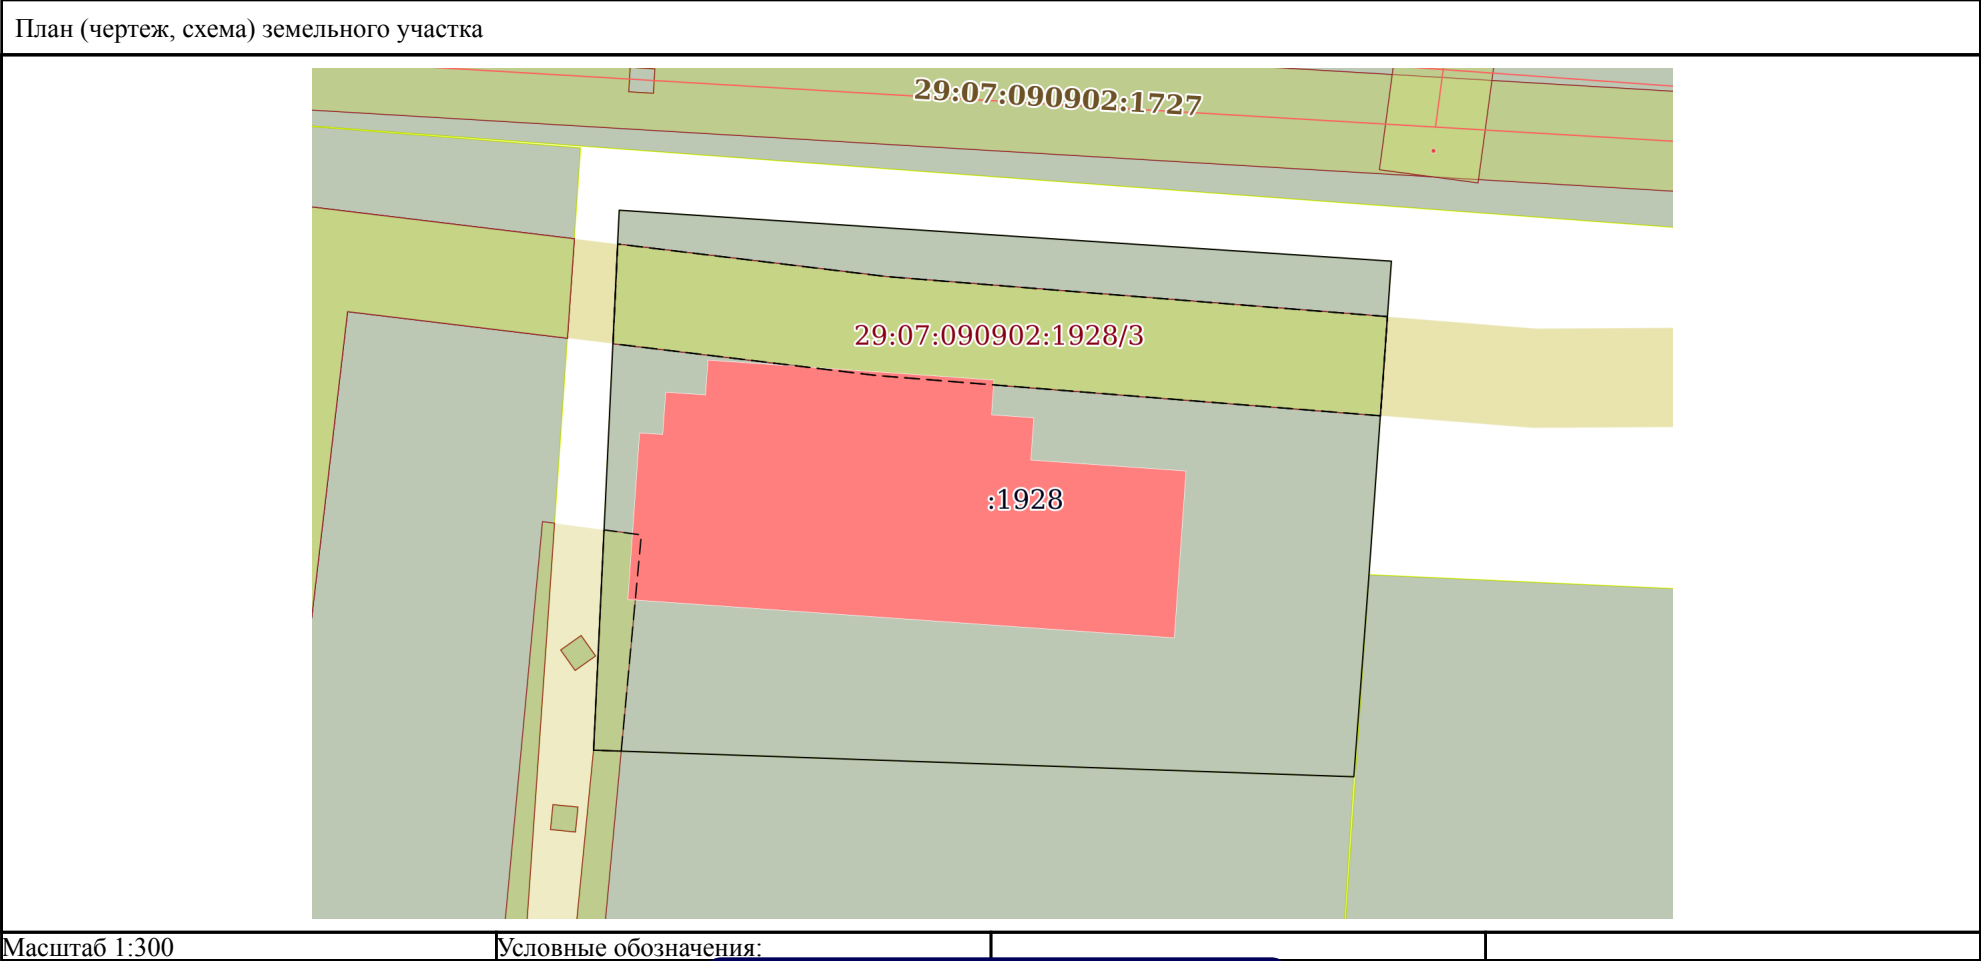 План (чертеж, схема) земельного участка
29:07:090902:1727
29:07:090902:1928/3
:1928
Масштаб 1:300
Условные обозначения: